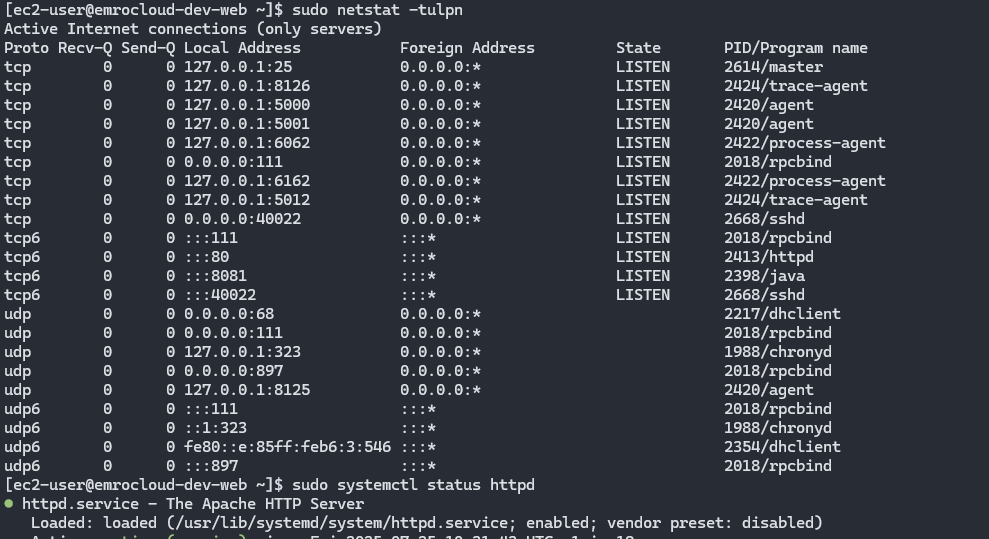 [ec2-user@emrocloud-dev-web ~]$ sudo netstat -tulpn
Active Internet connections (only servers)
Proto Recv-Q Send-Q Local Address           Foreign Address         State       PID/Program name
tcp        0      0 127.0.0.1:25            0.0.0.0:*               LISTEN      2614/master
tcp        0      0 127.0.0.1:8126          0.0.0.0:*               LISTEN      2424/trace-agent
tcp        0      0 127.0.0.1:5000          0.0.0.0:*               LISTEN      2420/agent
tcp        0      0 127.0.0.1:5001          0.0.0.0:*               LISTEN      2420/agent
tcp        0      0 127.0.0.1:6062          0.0.0.0:*               LISTEN      2422/process-agent
tcp        0      0 0.0.0.0:111             0.0.0.0:*               LISTEN      2018/rpcbind
tcp        0      0 127.0.0.1:6162          0.0.0.0:*               LISTEN      2422/process-agent
tcp        0      0 127.0.0.1:5012          0.0.0.0:*               LISTEN      2424/trace-agent
tcp        0      0 0.0.0.0:40022           0.0.0.0:*               LISTEN      2668/sshd
tcp6       0      0 :::111                  :::*                    LISTEN      2018/rpcbind
tcp6       0      0 :::80                   :::*                    LISTEN      2413/httpd
tcp6       0      0 :::8081                 :::*                    LISTEN      2398/java
tcp6       0      0 :::40022                :::*                    LISTEN      2668/sshd
udp        0      0 0.0.0.0:68              0.0.0.0:*                           2217/dhclient
udp        0      0 0.0.0.0:111             0.0.0.0:*                           2018/rpcbind
udp        0      0 127.0.0.1:323           0.0.0.0:*                           1988/chronyd
udp        0      0 0.0.0.0:897             0.0.0.0:*                           2018/rpcbind
udp        0      0 127.0.0.1:8125          0.0.0.0:*                           2420/agent
udp6       0      0 :::111                  :::*                                2018/rpcbind
udp6       0      0 ::1:323                 :::*                                1988/chronyd
udp6       0      0 fe80::e:85ff:feb6:3:546 :::*                                2354/dhclient
udp6       0      0 :::897                  :::*                                2018/rpcbind
[ec2-user@emrocloud-dev-web ~]$ sudo systemctl status httpd
● httpd.service - The Apache HTTP Server
   Loaded: loaded (/usr/lib/systemd/system/httpd.service; enabled; vendor preset: disabled)